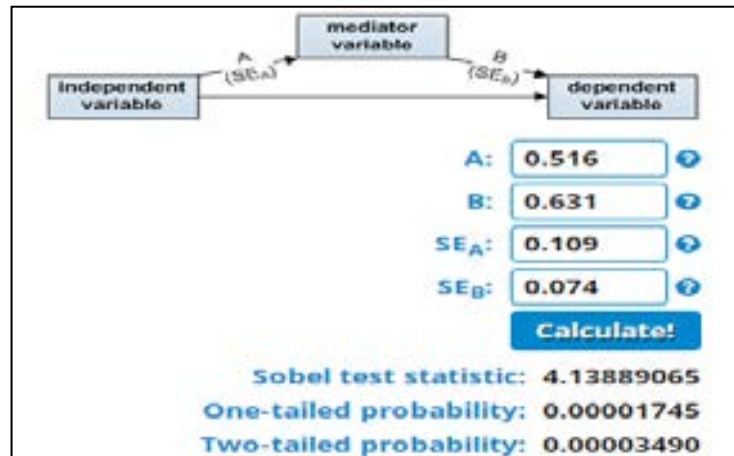 mediator
variable
A
(SEA)
B
(SEB)
independent
variable
dependent
variable
A: 0.516 ?
B: 0.631 ?
SEA: 0.109 ?
SEB: 0.074 ?
Calculate!
Sobel test statistic: 4.13889065
One-tailed probability: 0.00001745
Two-tailed probability: 0.00003490